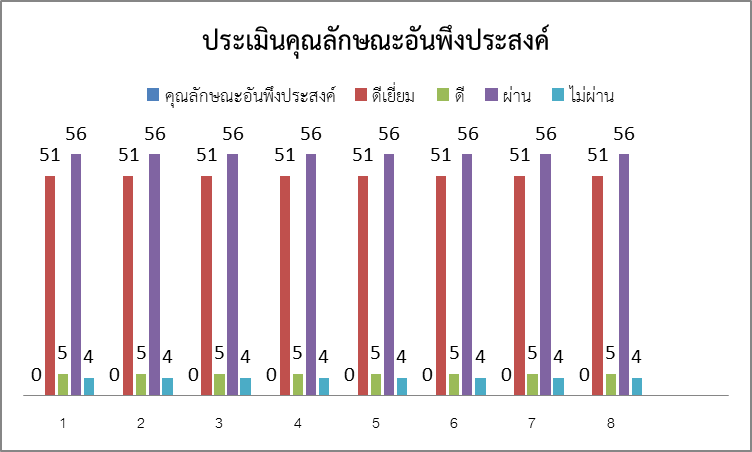 ประเมินคุณลักษณะอันพึงประสงค์
คุณลักษณะอันพึงประสงค์ ดีเยี่ยม ดี ผ่าน ไม่ผ่าน
56 56 56 56 56 56 56 56
51 51 51 51 51 51 51 51
0 5 4 0 5 4 0 5 4 0 5 4 0 5 4 0 5 4 0 5 4 0 5 4
1 2 3 4 5 6 7 8